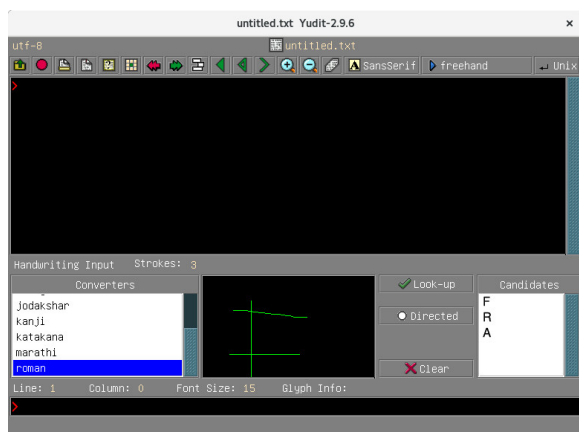 untitled.txt Yudit-2.9.6 ×
utf-8 untitled.txt
A SansSerif freehand Unix
Handwriting Input Strokes: 3
Converters Look-up Candidates
jodakshar F
kanji Directed R
katakana A
marathi
roman Clear
Line: 1 Column: 0 Font Size: 15 Glyph Info: